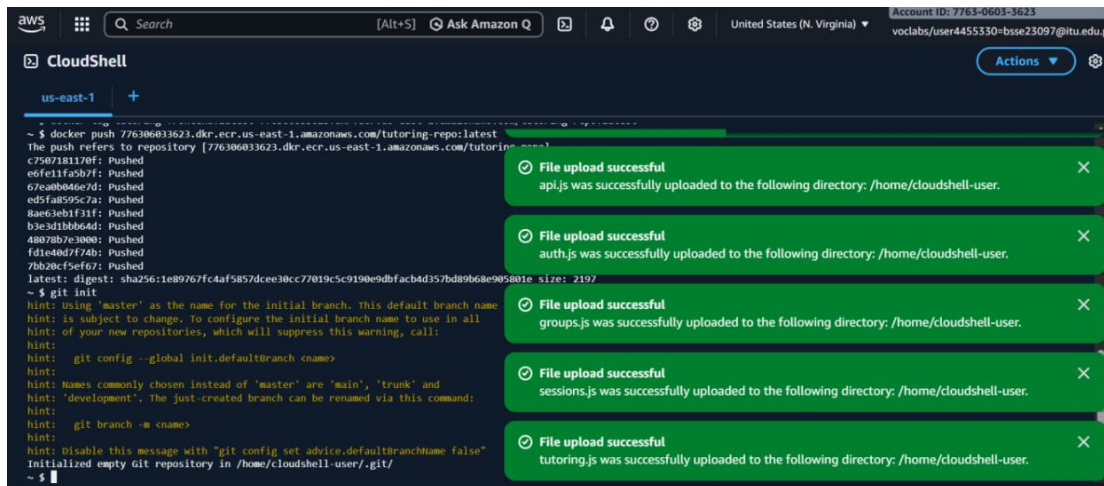 aws
Search
[Alt+S]
Ask Amazon Q
United States (N. Virginia) ▼
Account ID: 7763-0603-3623
voclabs/user4455330=bsse23097@itu.edu.
CloudShell
Actions ▼
us-east-1
+
~ $ docker push 776306033623.dkr.ecr.us-east-1.amazonaws.com/tutoring-repo:latest
The push refers to repository [776306033623.dkr.ecr.us-east-1.amazonaws.com/tutoring-repo]
c7507181170f: Pushed
e6fe11fa5b7f: Pushed
67ea0b046e7d: Pushed
ed5fa8595c7a: Pushed
8ae63eb1f31f: Pushed
b3e3d1bbb64d: Pushed
48078b7e3000: Pushed
fd1e40d7f74b: Pushed
7bb20cf5ef67: Pushed
latest: digest: sha256:1e89767fc4af5857dcee30cc77019c5c9190e9dbfacb4d357bd89b68e905801e size: 2197
~ $ git init
hint: Using 'master' as the name for the initial branch. This default branch name
hint: is subject to change. To configure the initial branch name to use in all
hint: of your new repositories, which will suppress this warning, call:
hint:
hint:   git config --global init.defaultBranch <name>
hint:
hint: Names commonly chosen instead of 'master' are 'main', 'trunk' and
hint: 'development'. The just-created branch can be renamed via this command:
hint:
hint:   git branch -m <name>
hint:
hint: Disable this message with "git config set advice.defaultBranchName false"
Initialized empty Git repository in /home/cloudshell-user/.git/
~ $
File upload successful
api.js was successfully uploaded to the following directory: /home/cloudshell-user.
File upload successful
auth.js was successfully uploaded to the following directory: /home/cloudshell-user.
File upload successful
groups.js was successfully uploaded to the following directory: /home/cloudshell-user.
File upload successful
sessions.js was successfully uploaded to the following directory: /home/cloudshell-user.
File upload successful
tutoring.js was successfully uploaded to the following directory: /home/cloudshell-user.